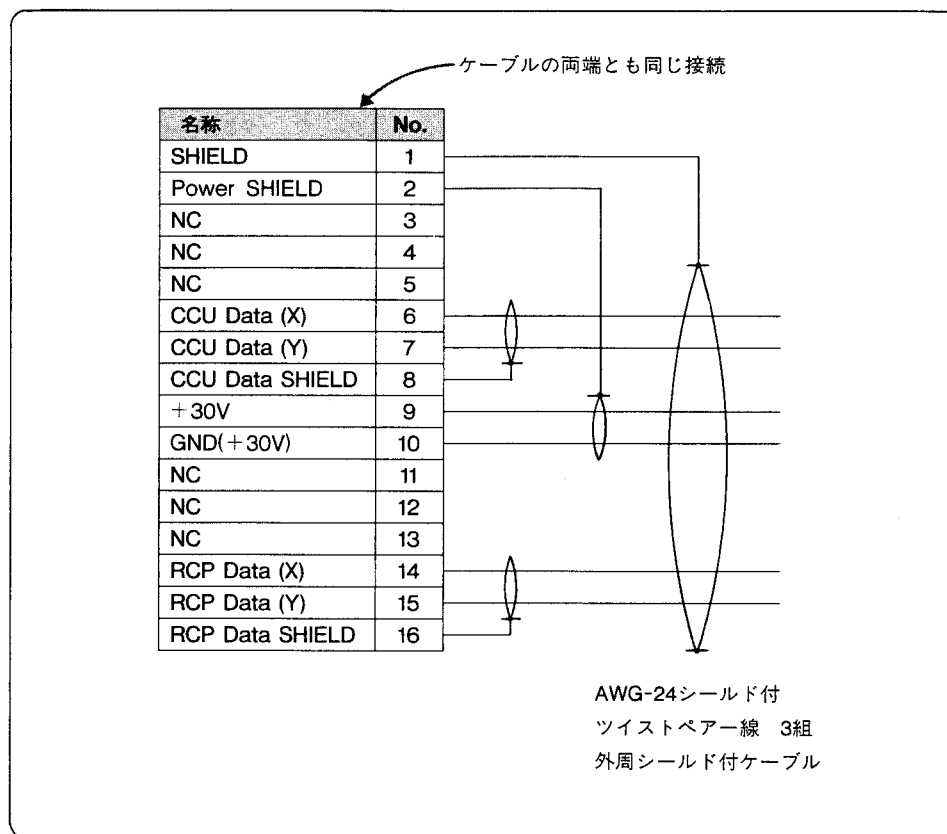 ケーブルの両端とも同じ接続
名称 No.
SHIELD 1
Power SHIELD 2
NC 3
NC 4
NC 5
CCU Data (X) 6
CCU Data (Y) 7
CCU Data SHIELD 8
+30V 9
GND(+30V) 10
NC 11
NC 12
NC 13
RCP Data (X) 14
RCP Data (Y) 15
RCP Data SHIELD 16
AWG-24シールド付
ツイストペアー線 3組
外周シールド付ケーブル